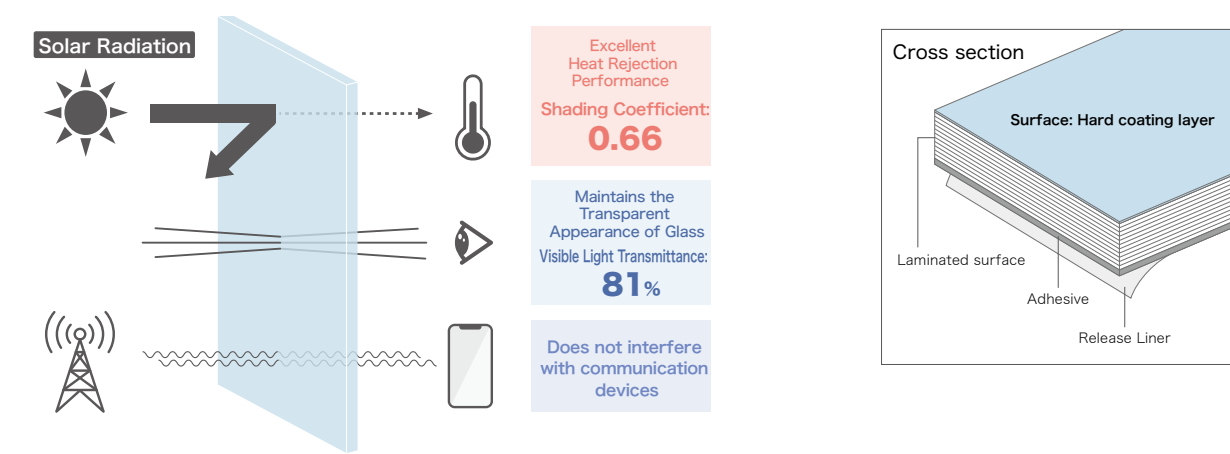 Solar Radiation
Excellent
Heat Rejection
Performance
Shading Coefficient:
0.66
Maintains the
Transparent
Appearance of Glass
Visible Light Transmittance:
81%
Does not interfere
with communication
devices
Cross section
Surface: Hard coating layer
Laminated surface
Adhesive
Release Liner